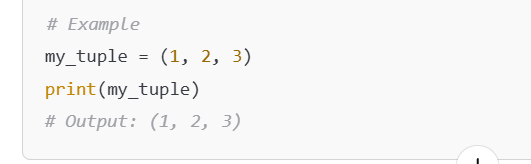 # Example
my_tuple = (1, 2, 3)
print(my_tuple)
# Output: (1, 2, 3)